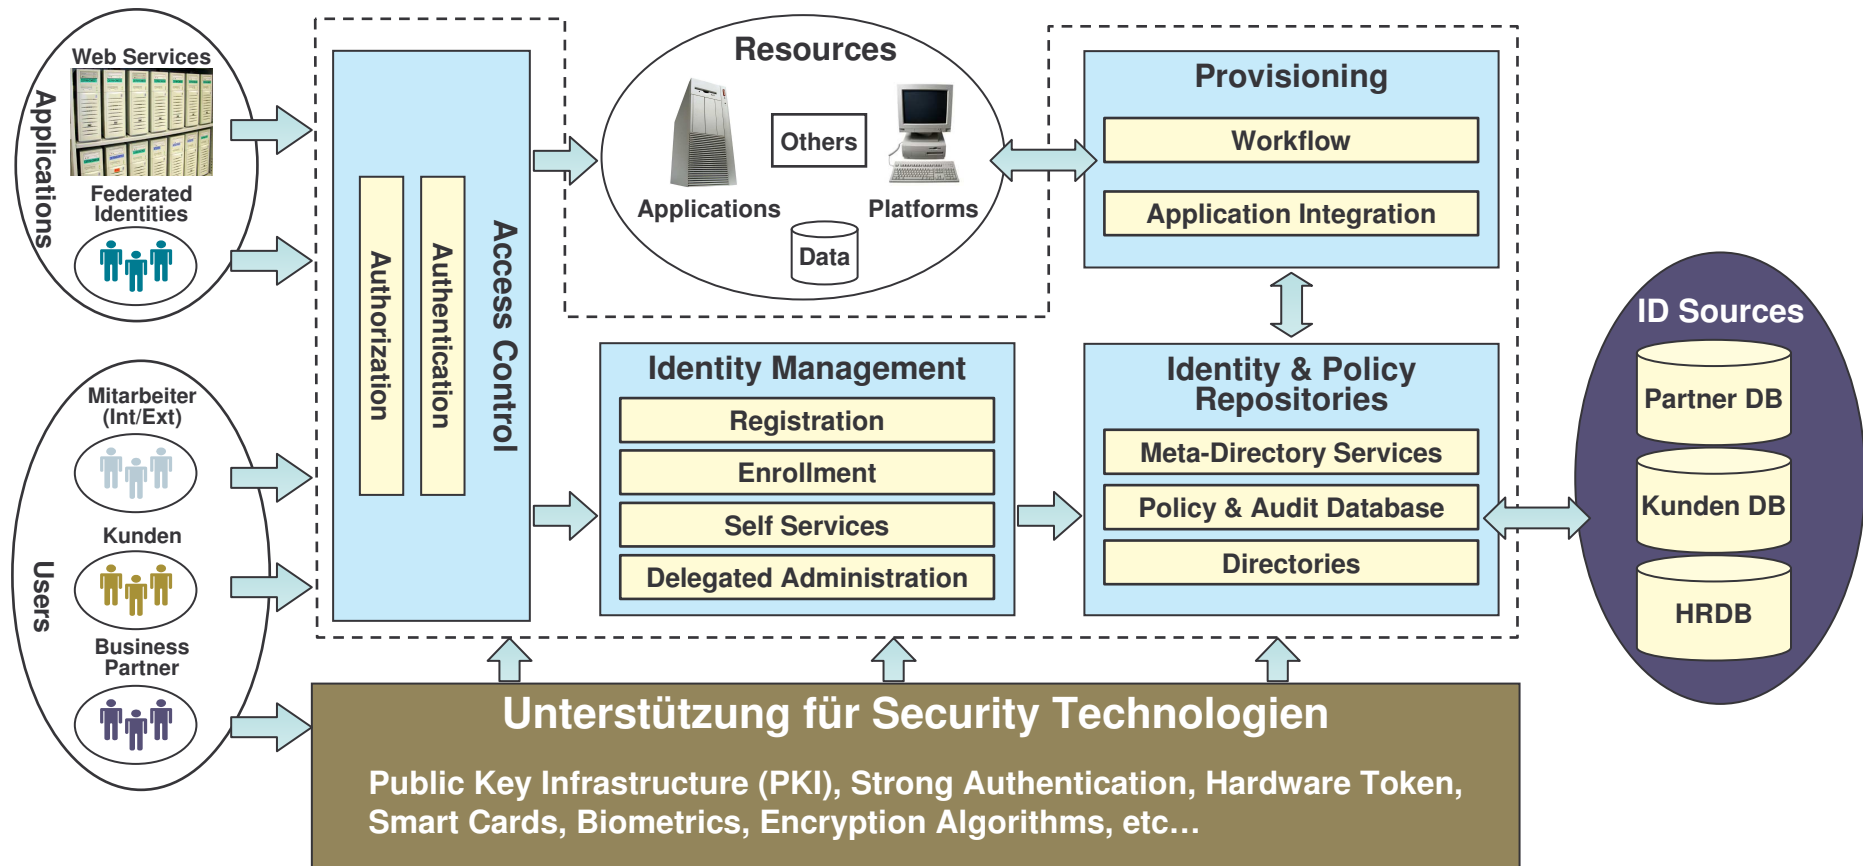 Applications
Web Services
Federated
Identities
Users
Mitarbeiter
(Int/Ext)
Kunden
Business
Partner
Access Control
Authorization
Authentication
Resources
Applications
Others
Platforms
Data
Provisioning
Workflow
Application Integration
Identity Management
Registration
Enrollment
Self Services
Delegated Administration
Identity & Policy
Repositories
Meta-Directory Services
Policy & Audit Database
Directories
ID Sources
Partner DB
Kunden DB
HRDB
Unterstützung für Security Technologien
Public Key Infrastructure (PKI), Strong Authentication, Hardware Token,
Smart Cards, Biometrics, Encryption Algorithms, etc…